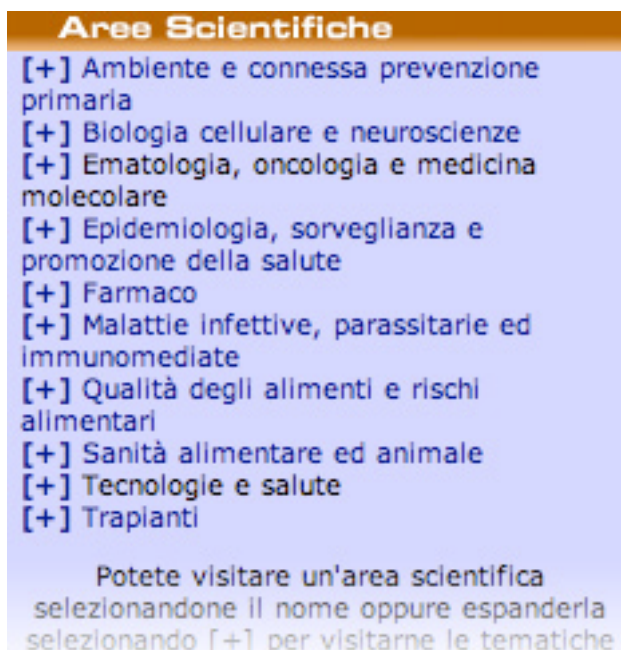 Aree Scientifiche
[+] Ambiente e connessa prevenzione
primaria
[+] Biologia cellulare e neuroscienze
[+] Ematologia, oncologia e medicina
molecolare
[+] Epidemiologia, sorveglianza e
promozione della salute
[+] Farmaco
[+] Malattie infettive, parassitarie ed
immunomediate
[+] Qualità degli alimenti e rischi
alimentari
[+] Sanità alimentare ed animale
[+] Tecnologie e salute
[+] Trapianti
Potete visitare un'area scientifica
selezionandone il nome oppure espanderla
selezionando [+] per visitarne le tematiche